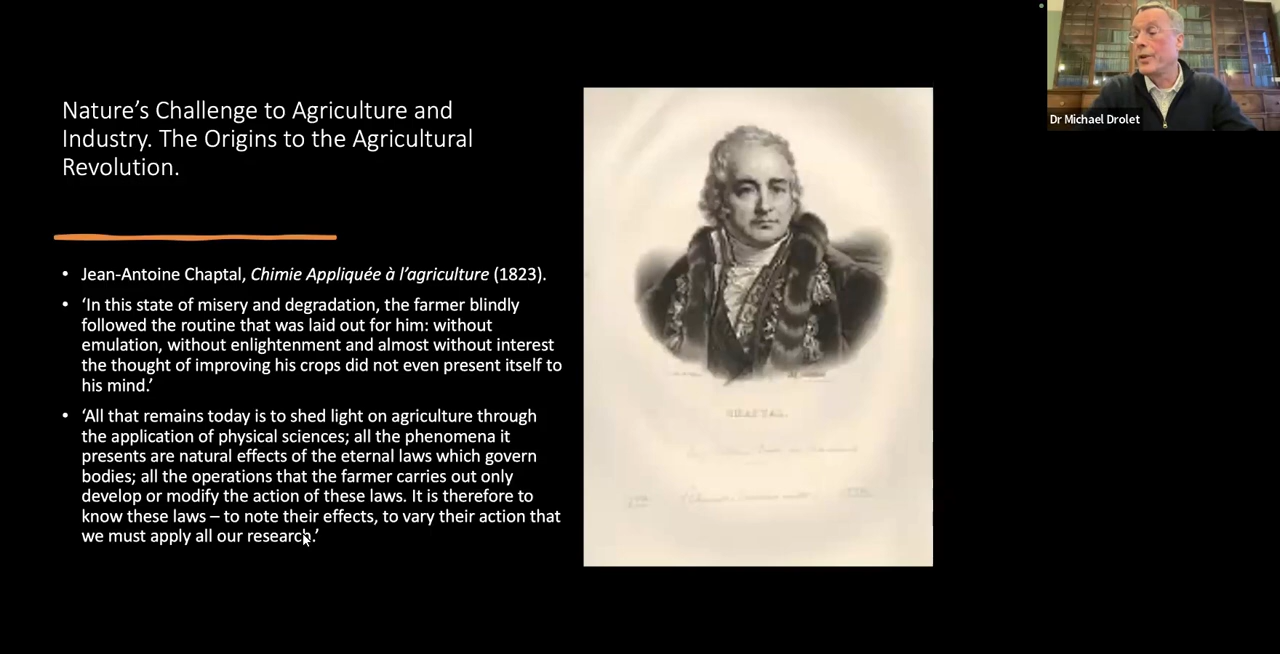 Nature’s Challenge to Agriculture and
Industry. The Origins to the Agricultural
Revolution.
• Jean-Antoine Chaptal, Chimie Appliquée à l’agriculture (1823).
• ‘In this state of misery and degradation, the farmer blindly
followed the routine that was laid out for him: without
emulation, without enlightenment and almost without interest
the thought of improving his crops did not even present itself to
his mind.’
• ‘All that remains today is to shed light on agriculture through
the application of physical sciences; all the phenomena it
presents are natural effects of the eternal laws which govern
bodies; all the operations that the farmer carries out only
develop or modify the action of these laws. It is therefore to
know these laws – to note their effects, to vary their action that
we must apply all our research.’
CHAPTAL.
Dr Michael Drolet